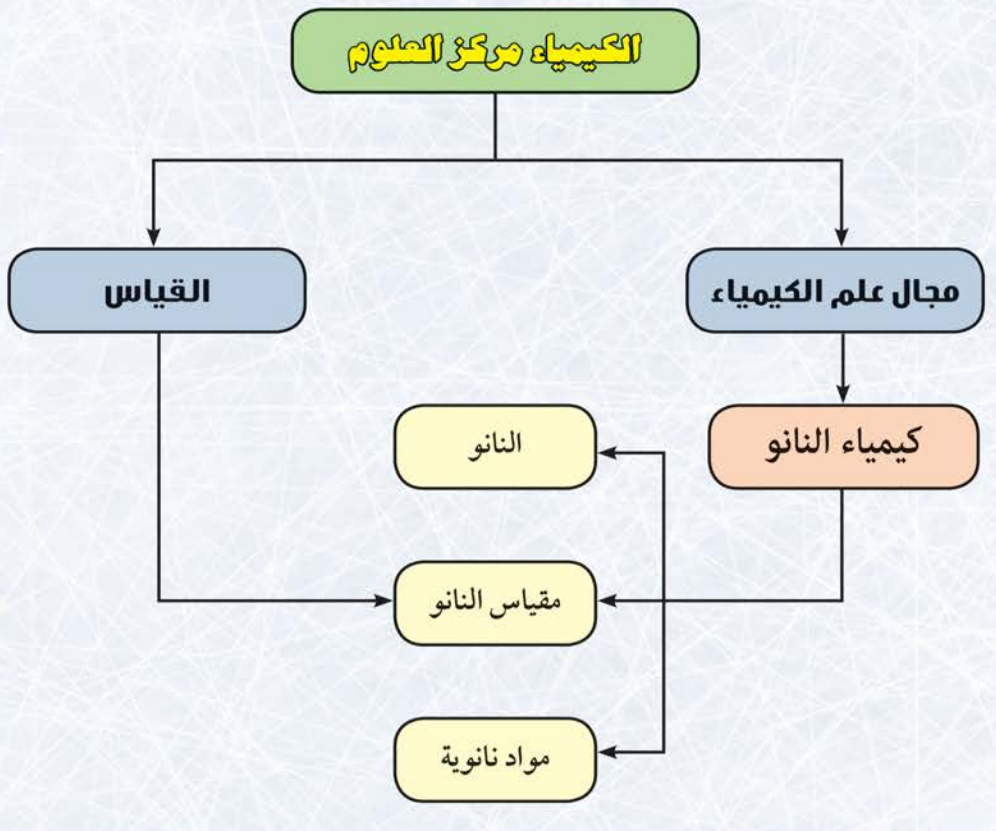 الكيمياء مركز العلوم
مجال علم الكيمياء
القياس
كيمياء النانو
النانو
مقياس النانو
مواد نانوية